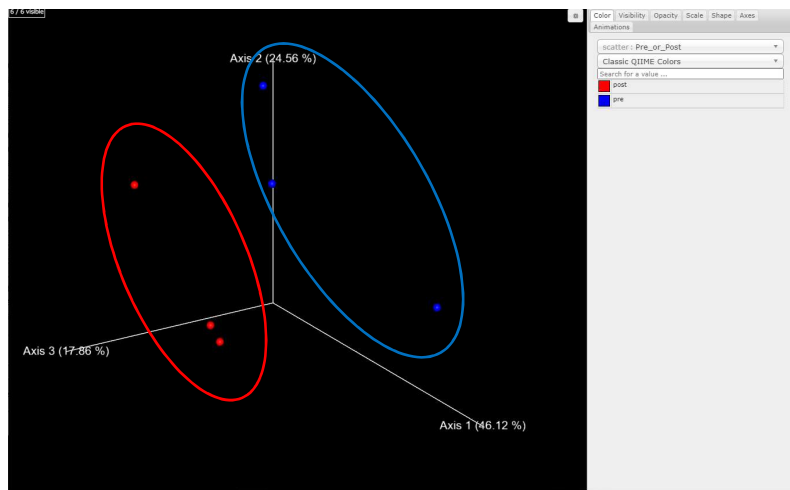 6 / 6 visible
Axis 2 (24.56 %)
Axis 3 (17.86 %)
Axis 1 (46.12 %)
Color Visibility Opacity Scale Shape Axes
Animations
scatter : Pre_or_Post
Classic QIIME Colors
Search for a value ...
post
pre